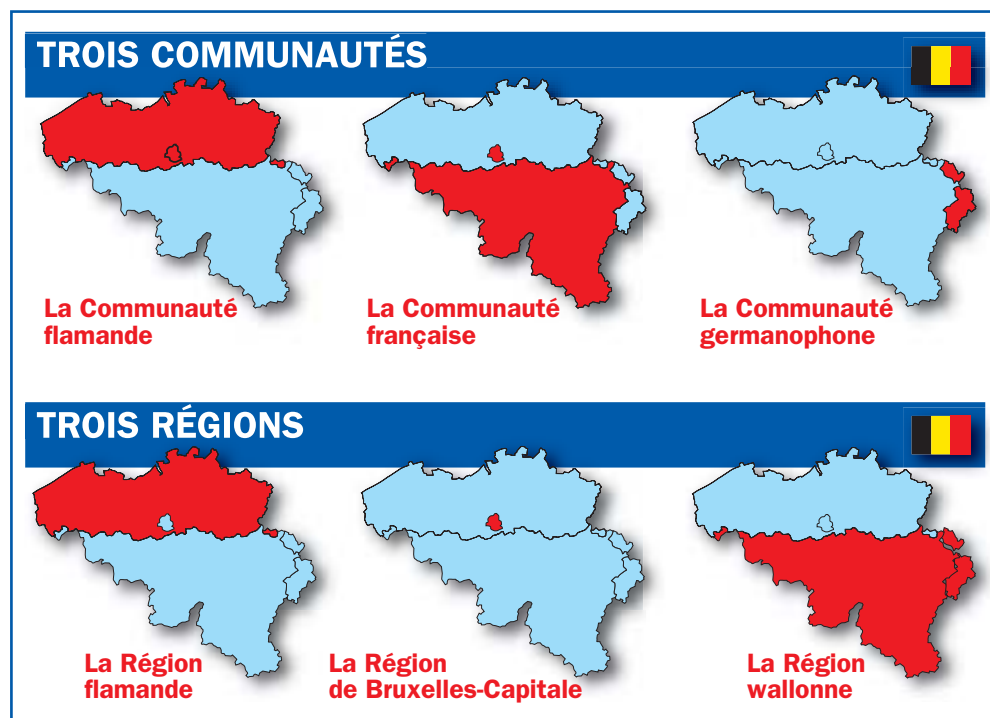 TROIS COMMUNAUTÉS
La Communauté
flamande
La Communauté
française
La Communauté
germanophone
TROIS RÉGIONS
La Région
flamande
La Région
de Bruxelles-Capitale
La Région
wallonne